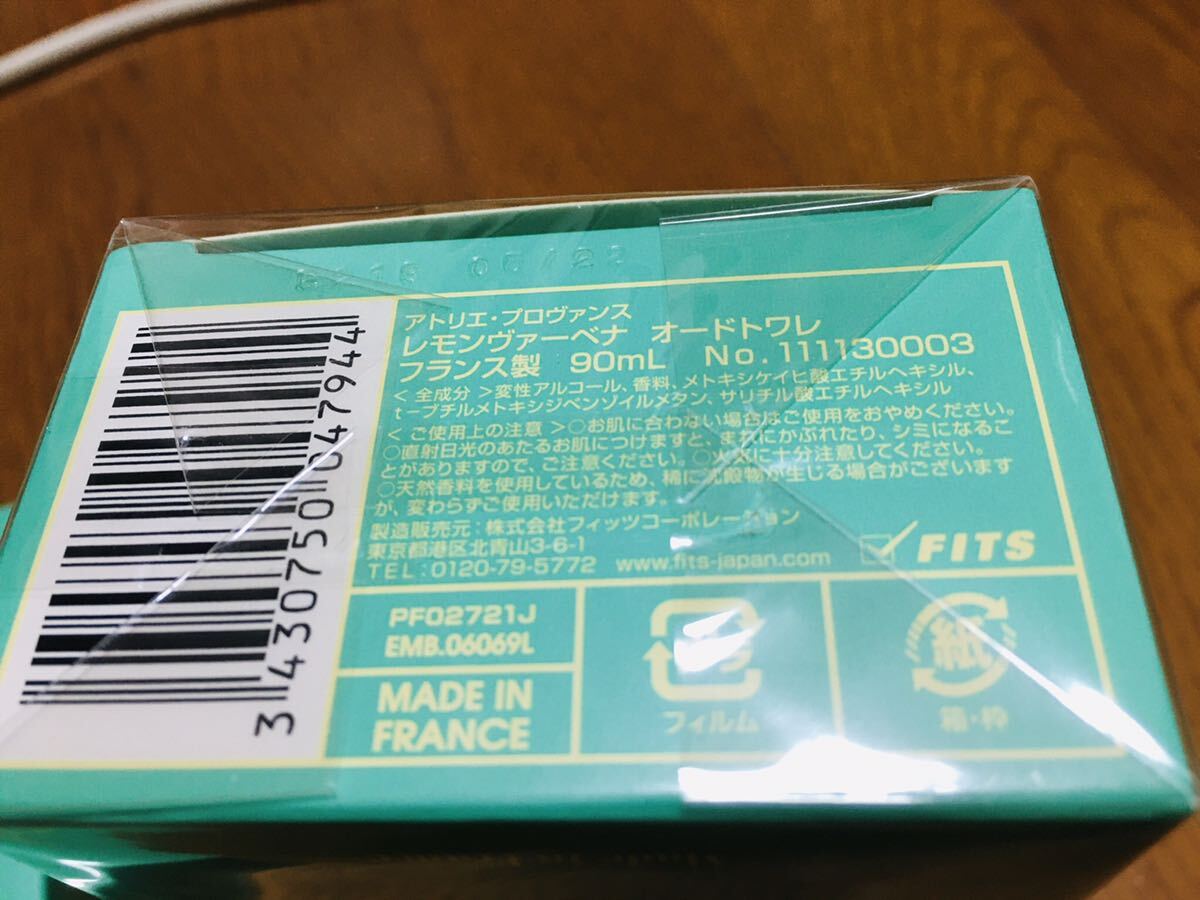 06/22
アトリエ・プロヴァンス
レモンヴァーベナ オードトワレ
フランス製 90mL No.111130003
< 全成分 >変性アルコール、香料、メトキシケイヒ酸エチルヘキシル、
t-ブチルメトキシジベンゾイルメタン、サリチル酸エチルヘキシル
< ご使用上の注意 >○お肌に合わない場合はご使用をおやめください。
○直射日光のあたるお肌につけますと、まれにかぶれたり、シミになるこ
とがありますので、ご注意ください。○火気に十分注意してください。
○天然香料を使用しているため、稀に沈殿物が生じる場合がございます
が、変わらずご使用いただけます。
製造販売元:株式会社フィッツコーポレーション
東京都港区北青山3-6-1
TEL:0120-79-5772 www.fits-japan.com
FITS
3 430750 047944
PF02721J
EMB.06069L
MADE IN
FRANCE
フィルム
紙
箱・枠